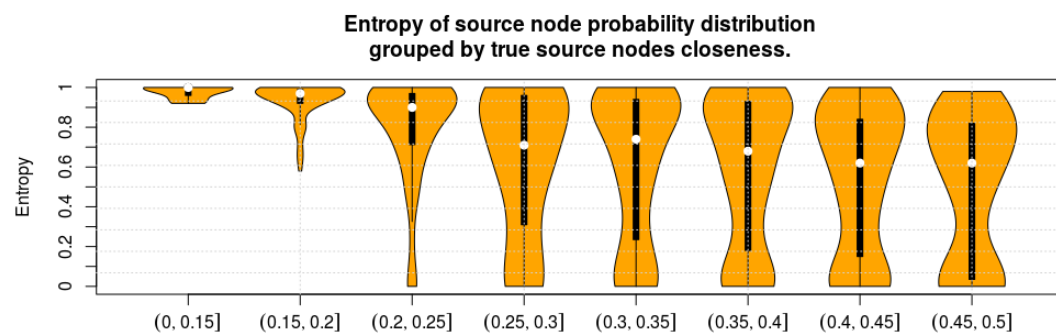 Entropy of source node probability distribution
grouped by true source nodes closeness.
Entropy
1
0.8
0.6
0.4
0.2
0
(0, 0.15] (0.15, 0.2] (0.2, 0.25] (0.25, 0.3] (0.3, 0.35] (0.35, 0.4] (0.4, 0.45] (0.45, 0.5]